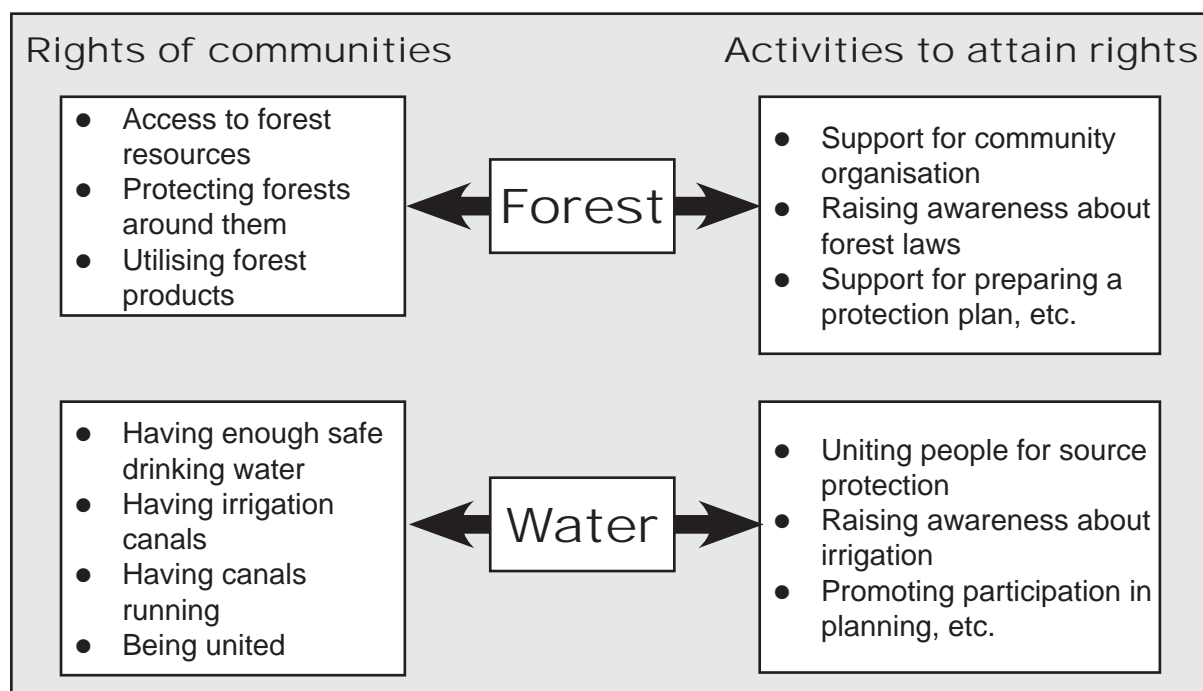 Rights of communities
Activities to attain rights
● Access to forest
resources
● Protecting forests
around them
● Utilising forest
products
Forest
● Support for community
organisation
● Raising awareness about
forest laws
● Support for preparing a
protection plan, etc.
● Having enough safe
drinking water
● Having irrigation
canals
● Having canals
running
● Being united
Water
● Uniting people for source
protection
● Raising awareness about
irrigation
● Promoting participation in
planning, etc.